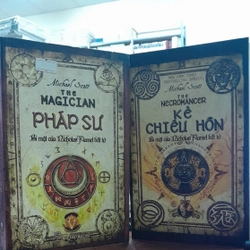 Michael Scott
THE
MAGICIAN
PHÁP SƯ
Bí mật của Nicholas Flamel bất tử
Michael Scott
THE
NECROMANCER
KẺ
CHIÊU HỒN
Bí mật của Nicholas Flamel bất tử